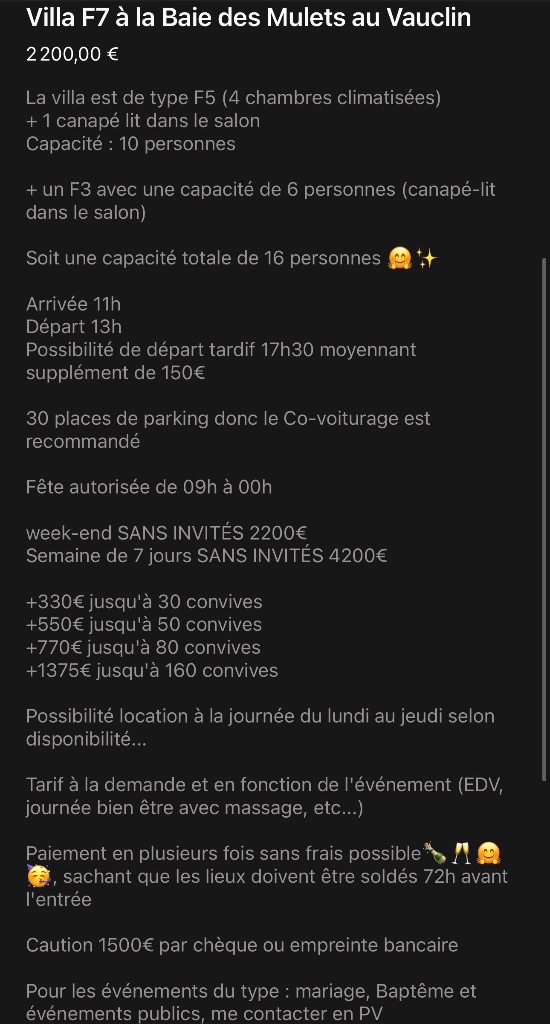 Villa F7 à la Baie des Mulets au Vauclin
2 200,00 €
La villa est de type F5 (4 chambres climatisées)
+ 1 canapé lit dans le salon
Capacité : 10 personnes
+ un F3 avec une capacité de 6 personnes (canapé-lit
dans le salon)
Soit une capacité totale de 16 personnes 🤗✨
Arrivée 11h
Départ 13h
Possibilité de départ tardif 17h30 moyennant
supplément de 150€
30 places de parking donc le Co-voiturage est
recommandé
Fête autorisée de 09h à 00h
week-end SANS INVITÉS 2200€
Semaine de 7 jours SANS INVITÉS 4200€
+330€ jusqu'à 30 convives
+550€ jusqu'à 50 convives
+770€ jusqu'à 80 convives
+1375€ jusqu'à 160 convives
Possibilité location à la journée du lundi au jeudi selon
disponibilité...
Tarif à la demande et en fonction de l'événement (EDV,
journée bien être avec massage, etc...)
Paiement en plusieurs fois sans frais possible🍾🥂🤗
🥳, sachant que les lieux doivent être soldés 72h avant
l'entrée
Caution 1500€ par chèque ou empreinte bancaire
Pour les événements du type : mariage, Baptême et
événements publics, me contacter en PV